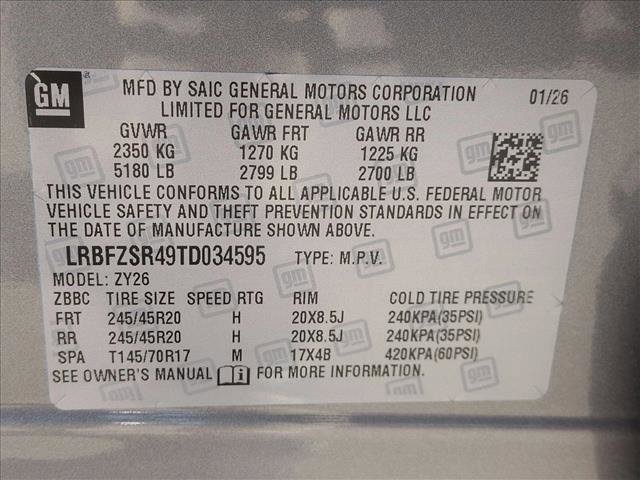 GM
MFD BY SAIC GENERAL MOTORS CORPORATION 01/26
LIMITED FOR GENERAL MOTORS LLC
GVWR GAWR FRT GAWR RR
2350 KG 1270 KG 1225 KG
5180 LB 2799 LB 2700 LB
THIS VEHICLE CONFORMS TO ALL APPLICABLE U.S. FEDERAL MOTOR
VEHICLE SAFETY AND THEFT PREVENTION STANDARDS IN EFFECT ON
THE DATE OF MANUFACTURE SHOWN ABOVE.
LRBFZSR49TD034595 TYPE: M.P.V.
MODEL: ZY26
ZBBC TIRE SIZE SPEED RTG RIM COLD TIRE PRESSURE
FRT 245/45R20 H 20X8.5J 240KPA(35PSI)
RR 245/45R20 H 20X8.5J 240KPA(35PSI)
SPA T145/70R17 M 17X4B 420KPA(60PSI)
SEE OWNER'S MANUAL FOR MORE INFORMATION.